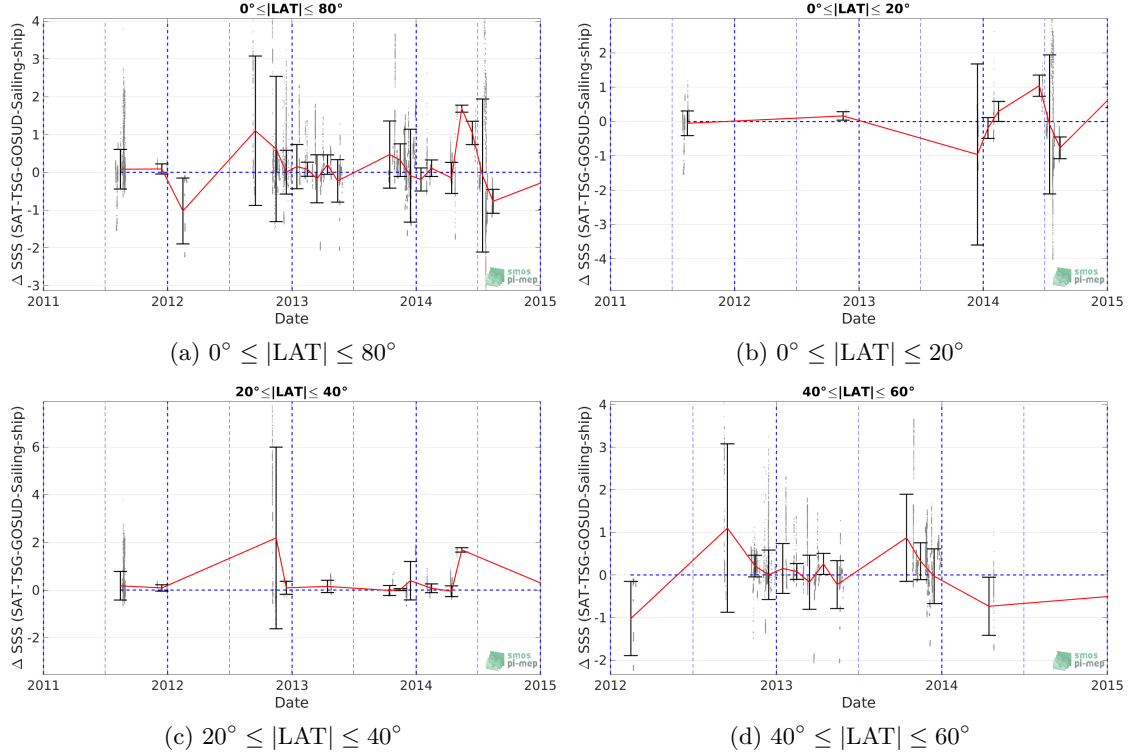 0°≤|LAT|≤ 80°
Δ SSS (SAT-TSG-GOSUD-Sailing-ship)
4
3
2
1
0
-1
-2
-3
smos
pi-mep
2011 2012 2013 2014 2015
Date
(a) 0° ≤ |LAT| ≤ 80°
0°≤|LAT|≤ 20°
Δ SSS (SAT-TSG-GOSUD-Sailing-ship)
2
1
0
-1
-2
-3
-4
smos
pi-mep
2011 2012 2013 2014 2015
Date
(b) 0° ≤ |LAT| ≤ 20°
20°≤|LAT|≤ 40°
Δ SSS (SAT-TSG-GOSUD-Sailing-ship)
6
4
2
0
-2
smos
pi-mep
2011 2012 2013 2014 2015
Date
(c) 20° ≤ |LAT| ≤ 40°
40°≤|LAT|≤ 60°
Δ SSS (SAT-TSG-GOSUD-Sailing-ship)
4
3
2
1
0
-1
-2
smos
pi-mep
2012 2013 2014 2015
Date
(d) 40° ≤ |LAT| ≤ 60°